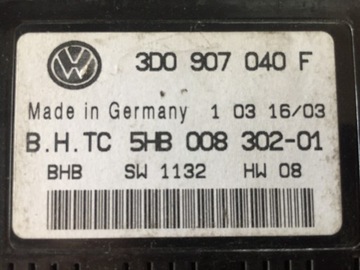 3D0 907 040 F
Made in Germany 1 03 16/03
B.H.TC 5HB 008 302-01
BHB SW 1132 HW 08